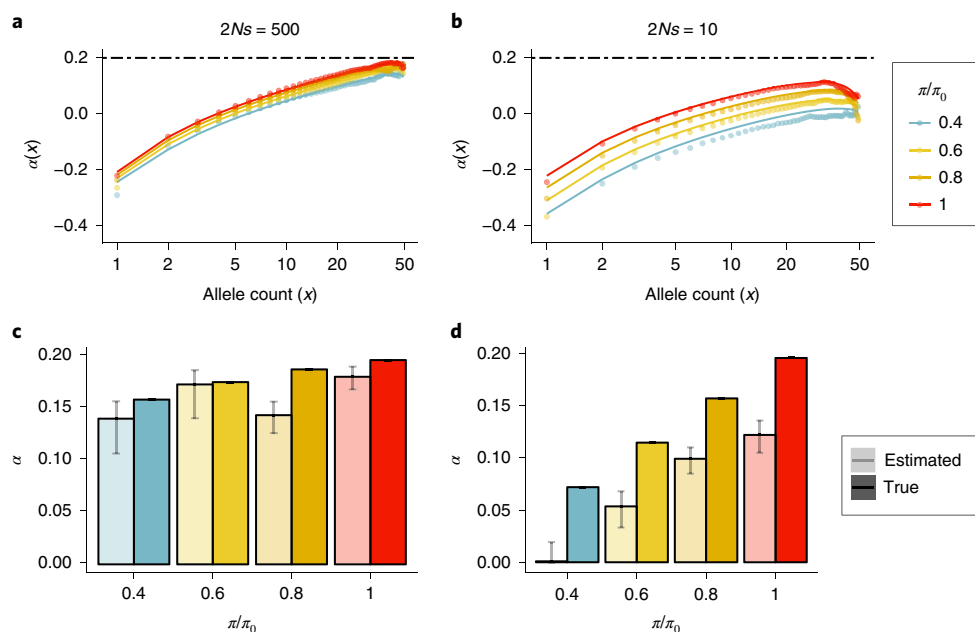 a
2Ns = 500
0.2
0.0
−0.2
−0.4
α(x)
1
2
5
10
20
50
Allele count (x)
b
2Ns = 10
0.2
0.0
−0.2
−0.4
α(x)
1
2
5
10
20
50
Allele count (x)
π/π0
0.4
0.6
0.8
1
c
0.20
0.15
0.10
0.05
0.00
α
0.4
0.6
0.8
1
π/π0
d
0.20
0.15
0.10
0.05
0.00
α
0.4
0.6
0.8
1
π/π0
Estimated
True